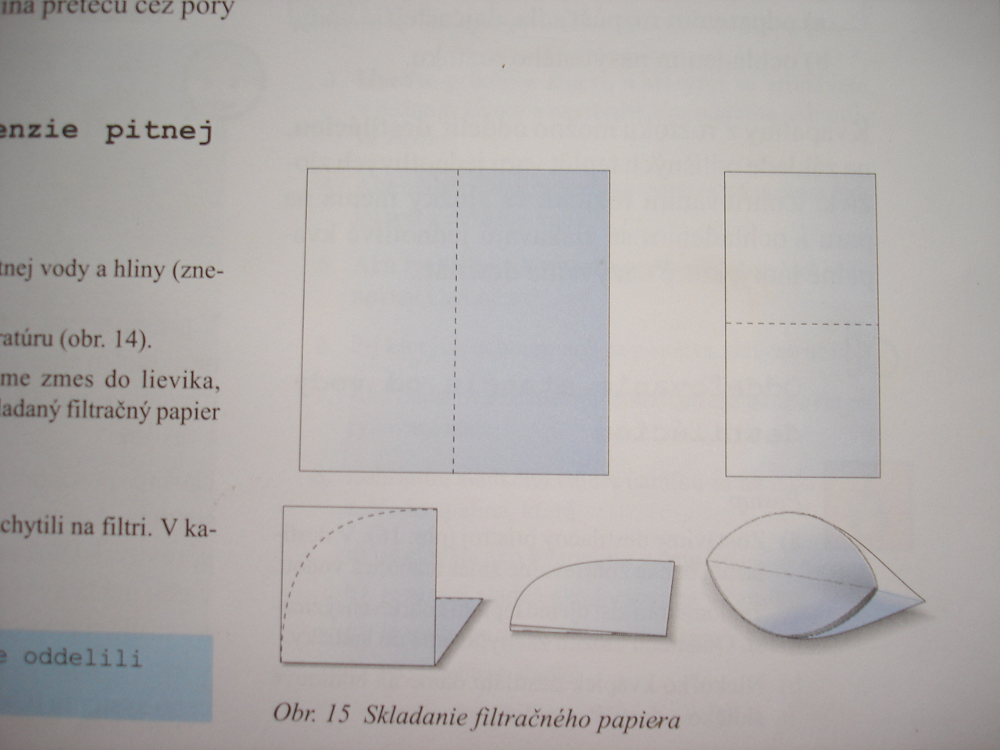 ina pretečú cez póry
enzie pitnej
tnej vody a hliny (zne-
ratúru (obr. 14).
me zmes do lievika,
ladaný filtračný papier
chytili na filtri. V ka-
e oddelili
Obr. 15 Skladanie filtračného papiera